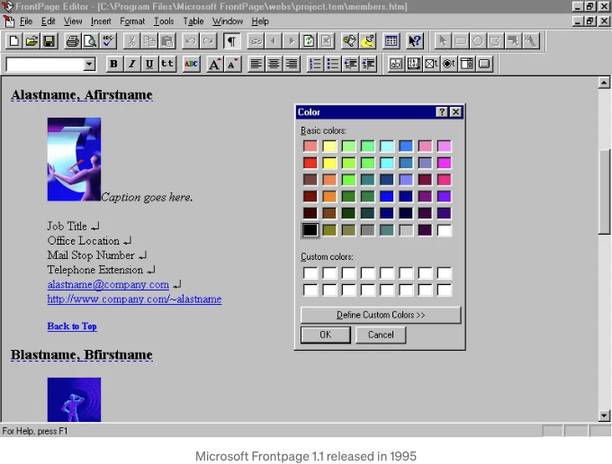 FrontPage Editor - [C:\Program Files\Microsoft FrontPage\webs\project.tem\members.htm]
File Edit View Insert Format Tools Table Window Help
B I U tt ABC A A
Alastname, Afirstname
Caption goes here.
Job Title
Office Location
Mail Stop Number
Telephone Extension
alastname@company.com
http://www.company.com/~alastname
Back to Top
Blastname, Bfirstname
Color
Basic colors:
Custom colors:
Define Custom Colors >>
OK Cancel
For Help, press F1
Microsoft Frontpage 1.1 released in 1995